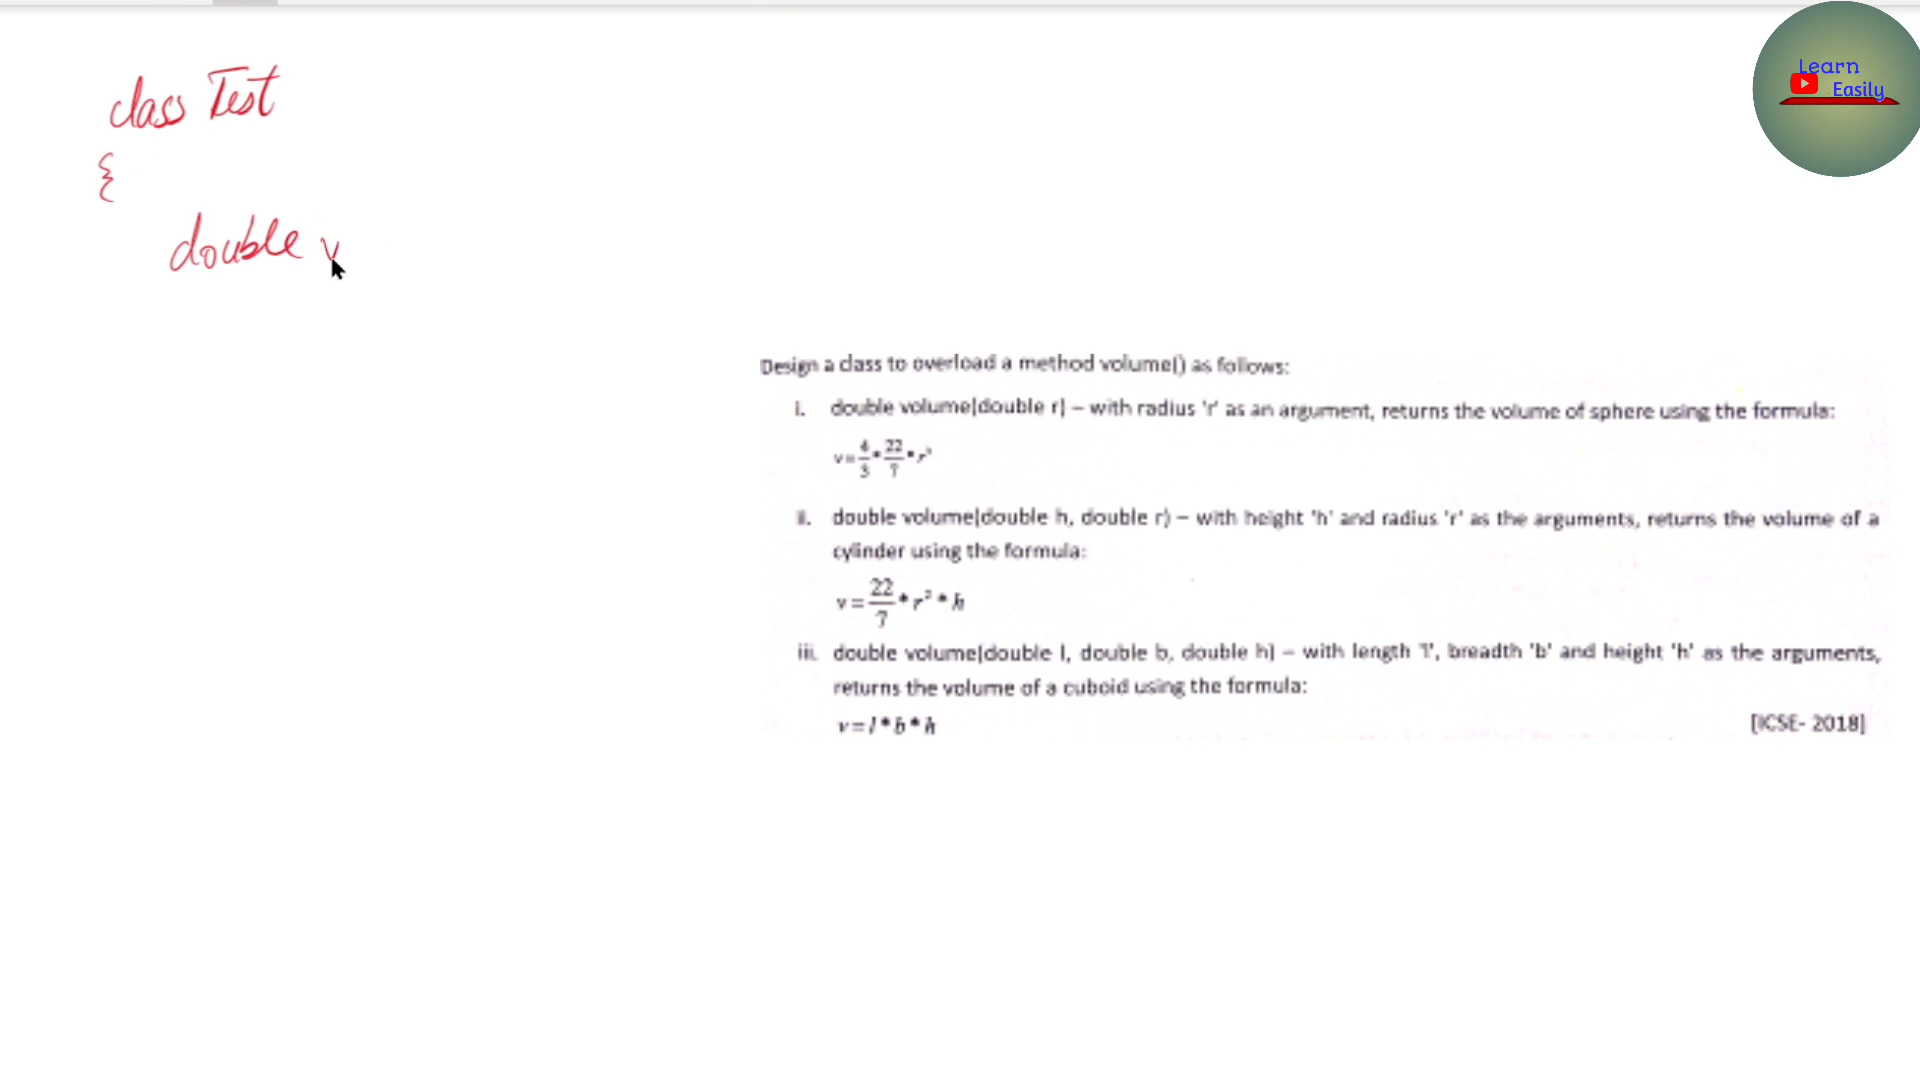 Learn
Easily
class Test
{
double v
Design a class to overload a method volume() as follows:
i. double volume(double r) – with radius 'r' as an argument, returns the volume of sphere using the formula:
v = 4/3 * 22/7 * r³
ii. double volume(double h, double r) – with height 'h' and radius 'r' as the arguments, returns the volume of a
cylinder using the formula:
v = 22/7 * r² * h
iii. double volume(double l, double b, double h) – with length 'l', breadth 'b' and height 'h' as the arguments,
returns the volume of a cuboid using the formula:
v = l * b * h [ICSE- 2018]